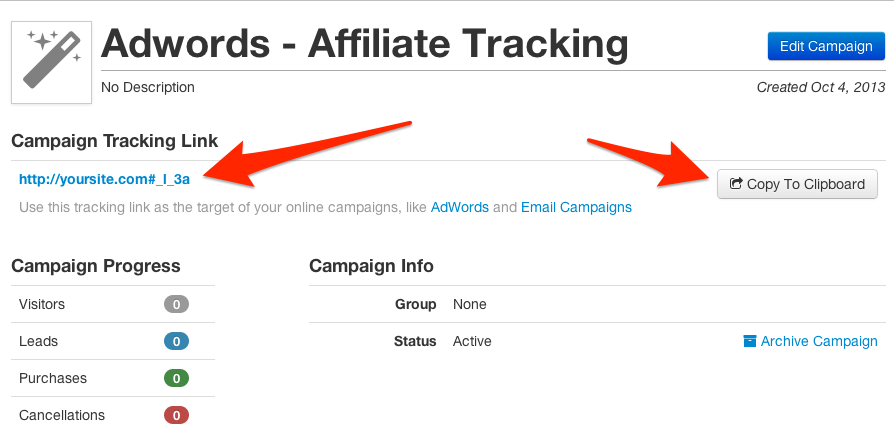 Adwords - Affiliate Tracking
Edit Campaign
No Description
Created Oct 4, 2013
Campaign Tracking Link
http://yoursite.com#_l_3a
Copy To Clipboard
Use this tracking link as the target of your online campaigns, like AdWords and Email Campaigns
Campaign Progress
Visitors 0
Leads 0
Purchases 0
Cancellations 0
Campaign Info
Group None
Status Active
Archive Campaign